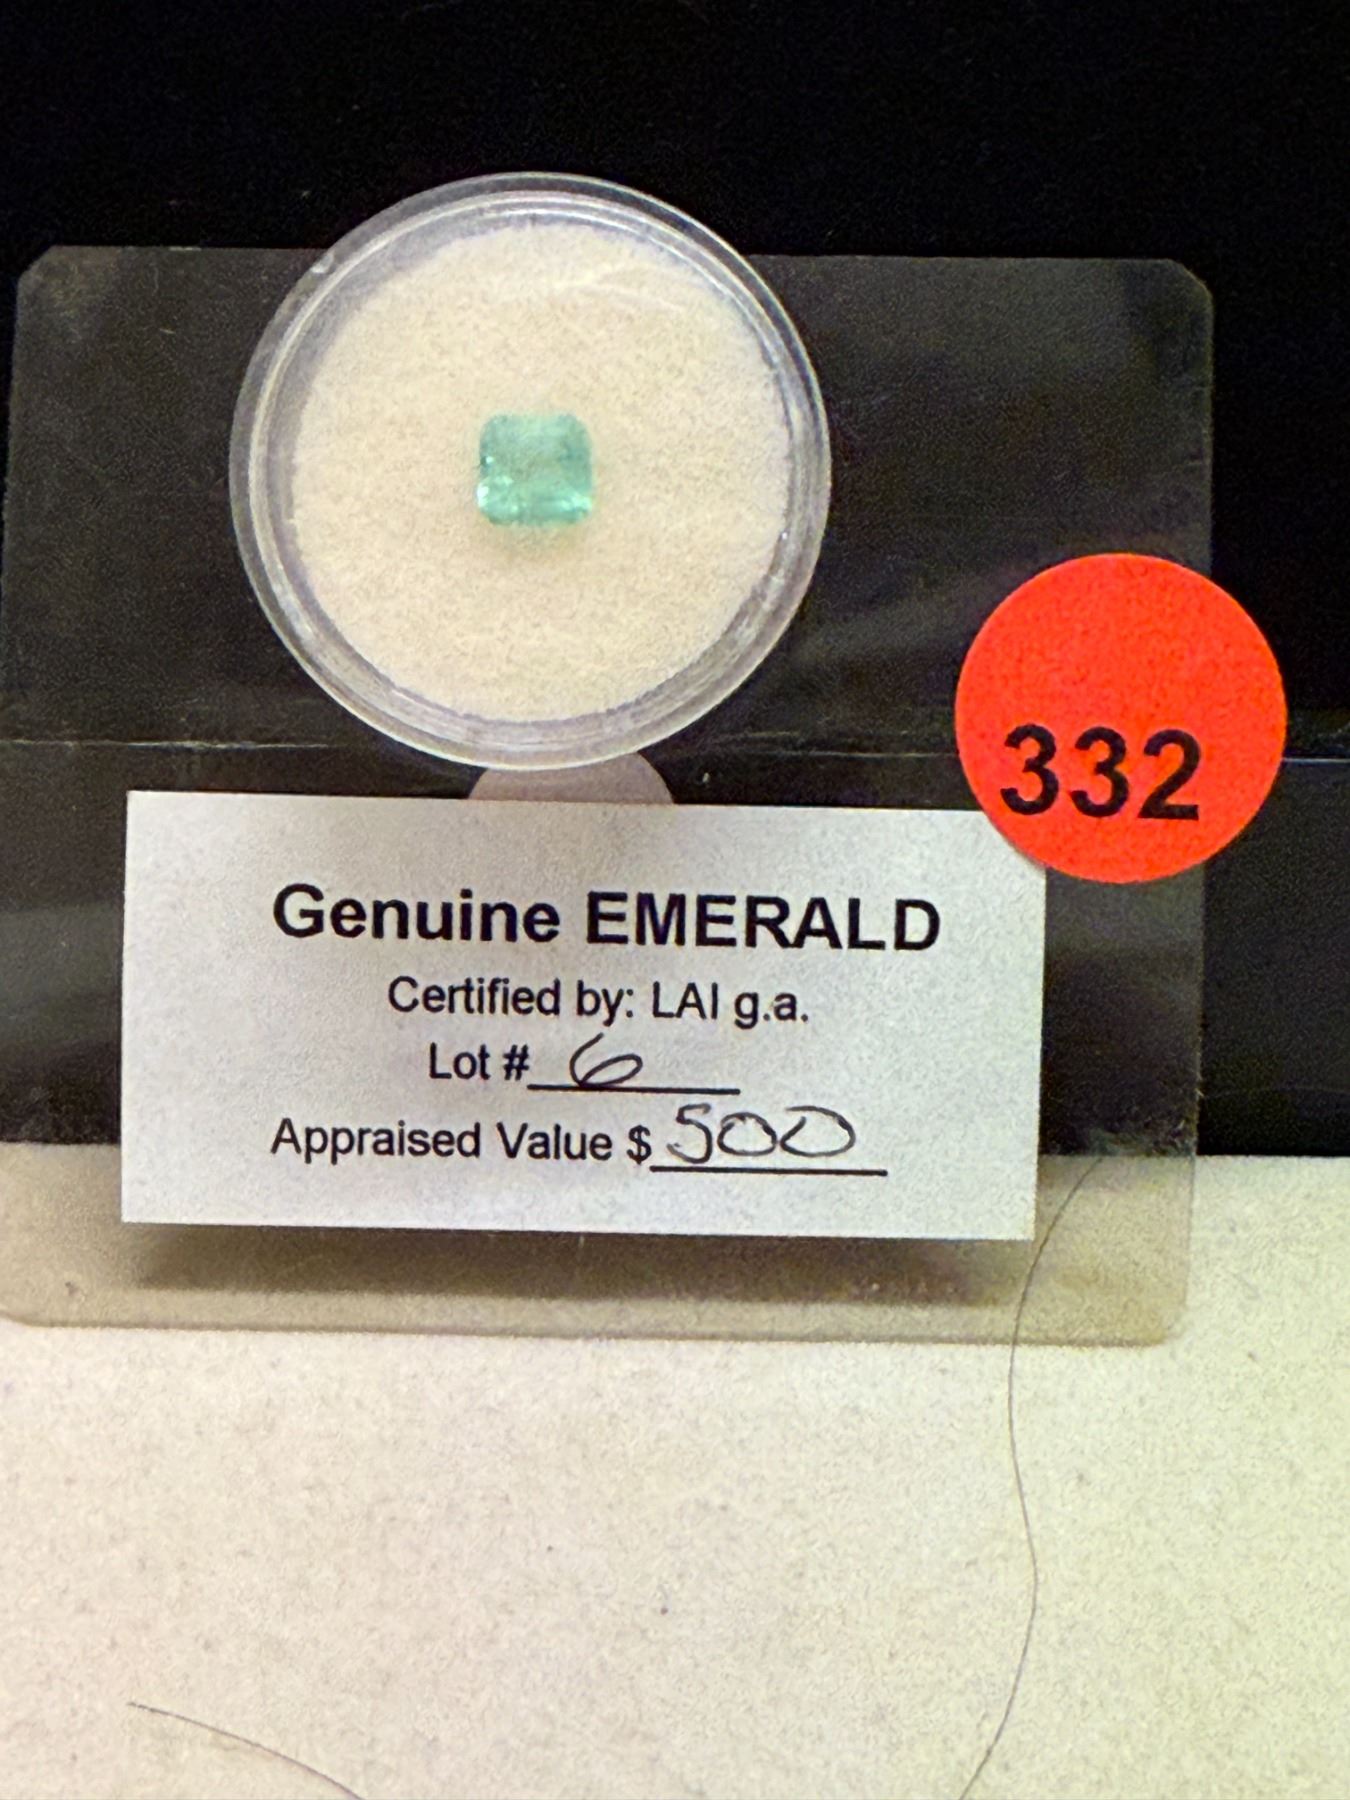 332
Genuine EMERALD
Certified by: LAI g.a.
Lot # 6
Appraised Value $ 500